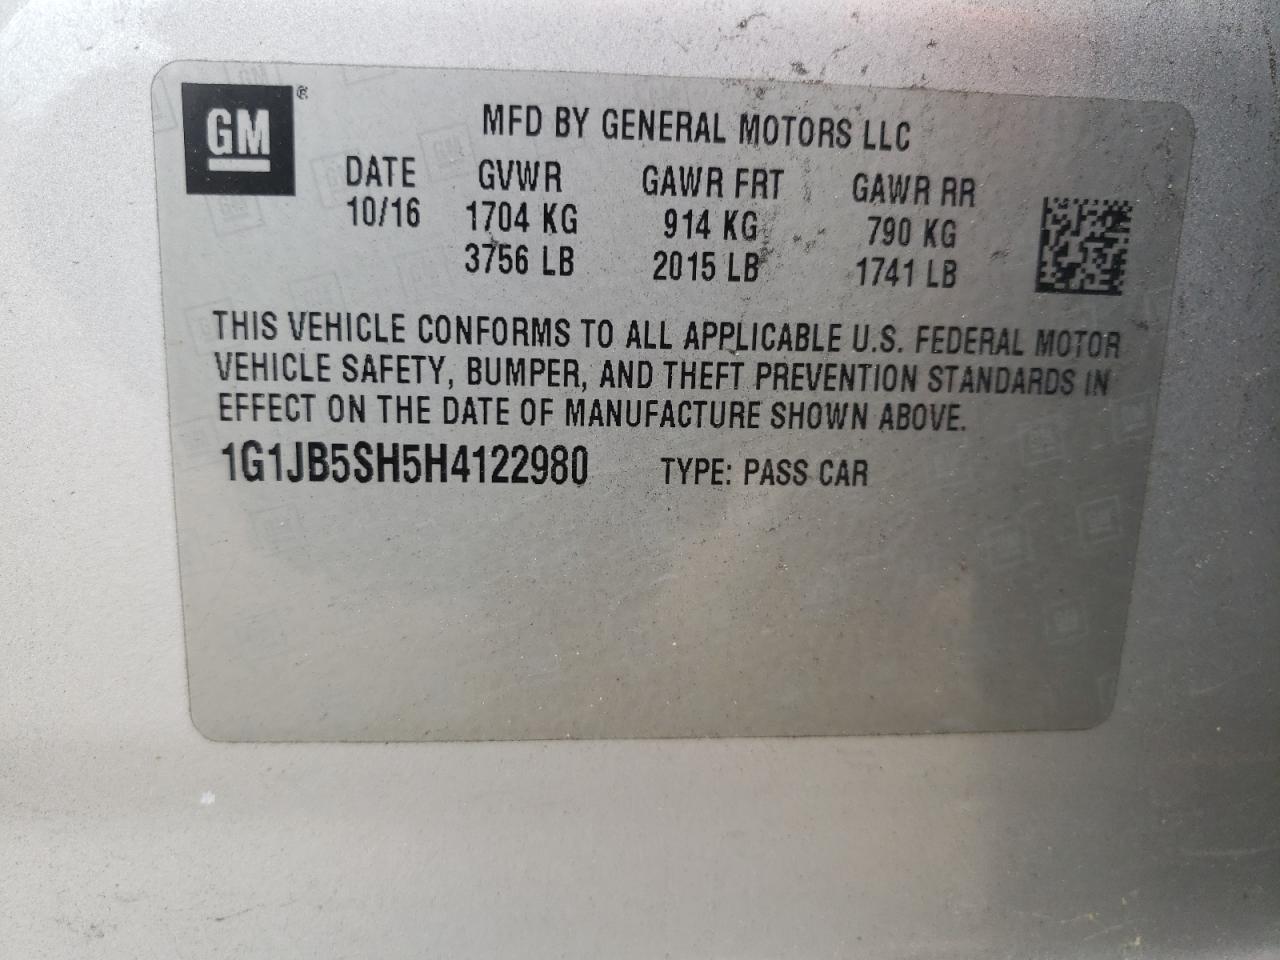 GM®
MFD BY GENERAL MOTORS LLC
DATE GVWR GAWR FRT GAWR RR
10/16 1704 KG 914 KG 790 KG
3756 LB 2015 LB 1741 LB
THIS VEHICLE CONFORMS TO ALL APPLICABLE U.S. FEDERAL MOTOR
VEHICLE SAFETY, BUMPER, AND THEFT PREVENTION STANDARDS IN
EFFECT ON THE DATE OF MANUFACTURE SHOWN ABOVE.
1G1JB5SH5H4122980 TYPE: PASS CAR